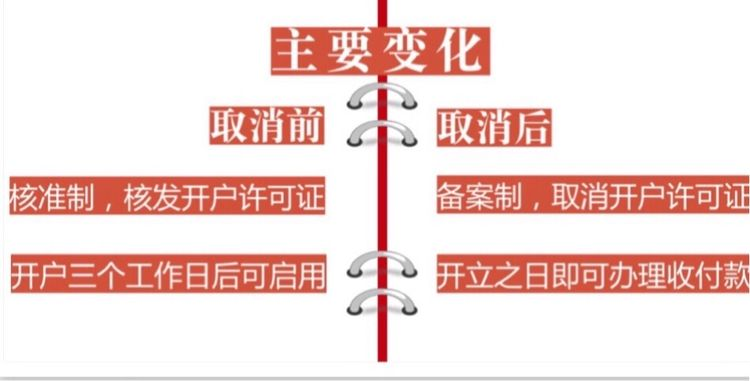 主要变化
取消前
取消后
核准制，核发开户许可证
备案制，取消开户许可证
开户三个工作日后可启用
开立之日即可办理收付款